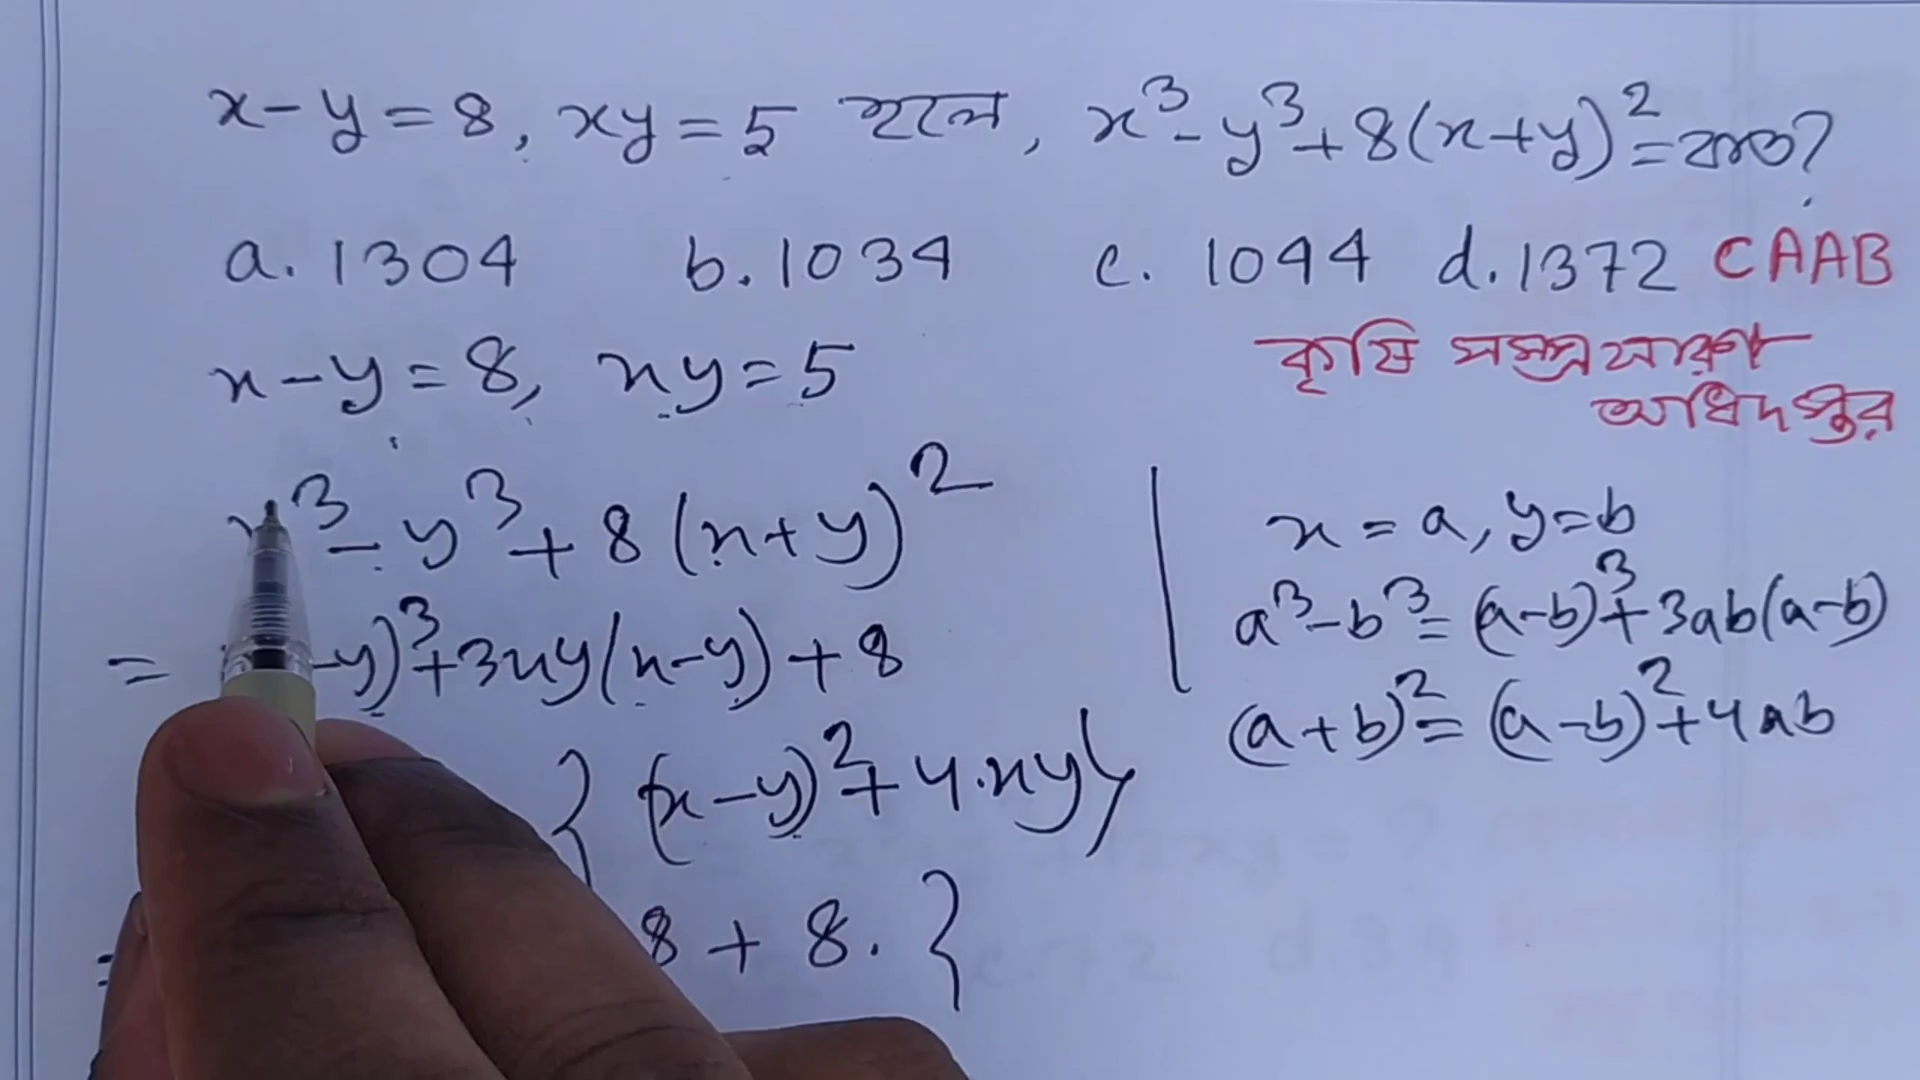 x-y=8, xy=5 হলে, x³-y³+8(x+y)²=কত?
a. 1304 b. 1034 c. 1044 d. 1372 CAAB
কৃষি সম্প্রসারণ
অধিদপ্তর
x-y=8, xy=5
x³-y³+8(x+y)²
=-y)³+3xy(x-y)+8
{(x-y)²+4.xy}
= 8+8.{
x=a, y=b
a³-b³=(a-b)³+3ab(a-b)
(a+b)²=(a-b)²+4ab